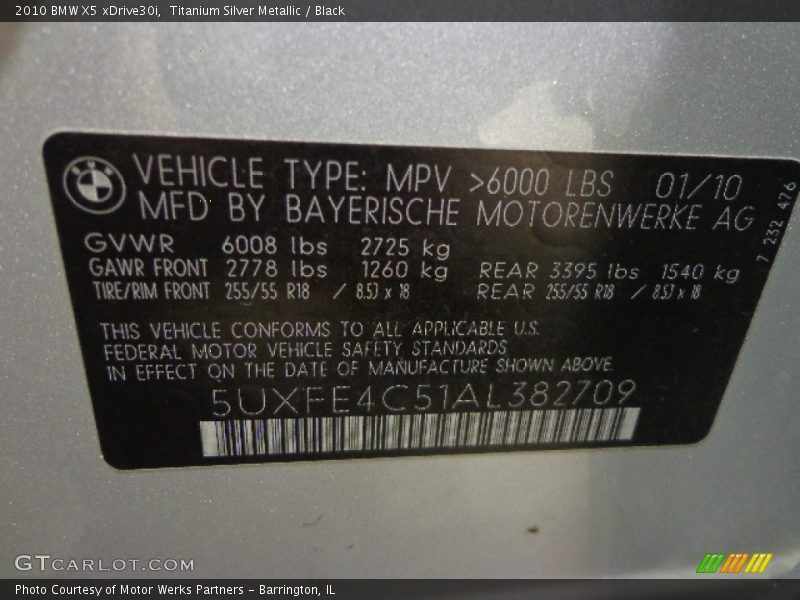 2010 BMW X5 xDrive30i,  Titanium Silver Metallic / Black
VEHICLE TYPE: MPV >6000 LBS 01/10
MFD BY BAYERISCHE MOTORENWERKE AG
7 232 476
GVWR 6008 lbs 2725 kg
GAWR FRONT 2778 lbs 1260 kg REAR 3395 lbs 1540 kg
TIRE/RIM FRONT 255/55 R18 / 8.5J x 18 REAR 255/55 R18 / 8.5J x 18
THIS VEHICLE CONFORMS TO ALL APPLICABLE U.S.
FEDERAL MOTOR VEHICLE SAFETY STANDARDS
IN EFFECT ON THE DATE OF MANUFACTURE SHOWN ABOVE
5UXFE4C51AL382709
GTCARLOT.COM
Photo Courtesy of Motor Werks Partners – Barrington, IL